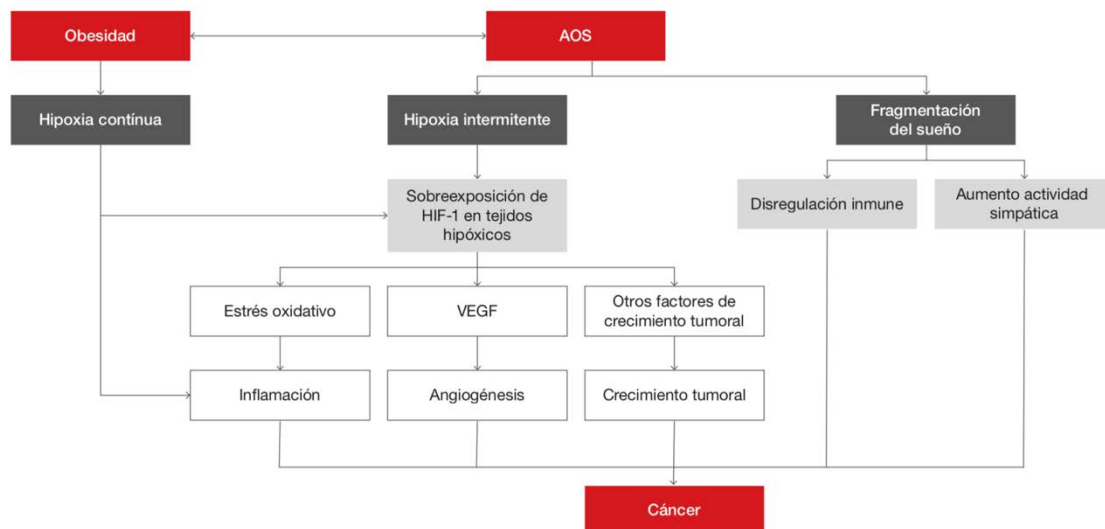 Obesidad
AOS
Hipoxia contínua
Hipoxia intermitente
Fragmentación
del sueño
Sobreexposición de
HIF-1 en tejidos
hipóxicos
Disregulación inmune
Aumento actividad
simpática
Estrés oxidativo
VEGF
Otros factores de
crecimiento tumoral
Inflamación
Angiogénesis
Crecimiento tumoral
Cáncer